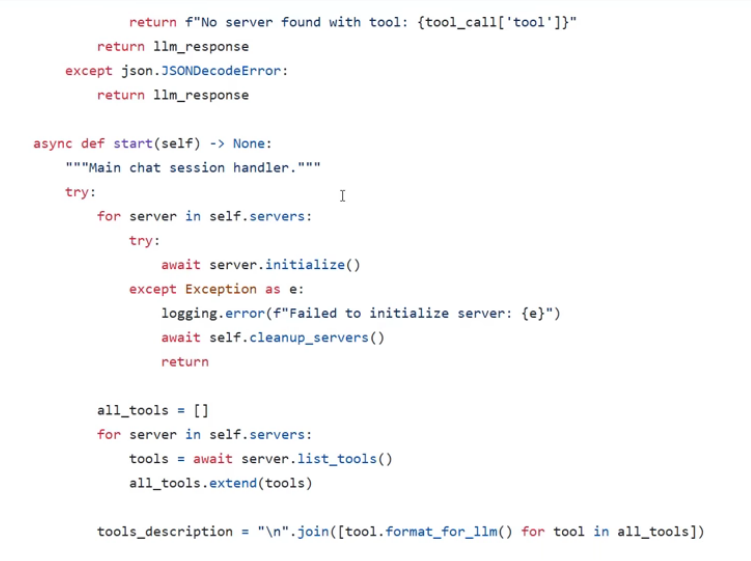 return f"No server found with tool: {tool_call['tool']}"
        return llm_response
    except json.JSONDecodeError:
        return llm_response

async def start(self) -> None:
    """Main chat session handler."""
    try:
        for server in self.servers:
            try:
                await server.initialize()
            except Exception as e:
                logging.error(f"Failed to initialize server: {e}")
                await self.cleanup_servers()
                return

        all_tools = []
        for server in self.servers:
            tools = await server.list_tools()
            all_tools.extend(tools)

        tools_description = "\n".join([tool.format_for_llm() for tool in all_tools])